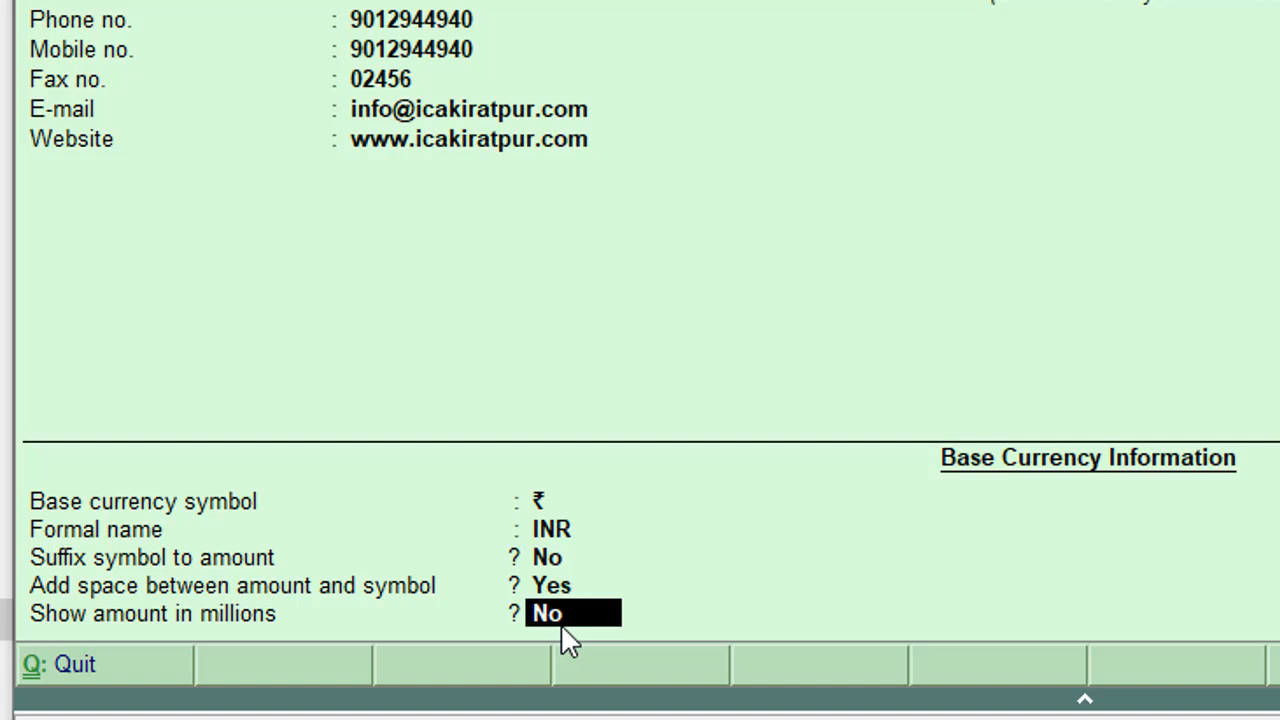 Phone no. : 9012944940
Mobile no. : 9012944940
Fax no. : 02456
E-mail : info@icakiratpur.com
Website : www.icakiratpur.com
Base Currency Information
Base currency symbol : ₹
Formal name : INR
Suffix symbol to amount ? No
Add space between amount and symbol ? Yes
Show amount in millions ? No
Q: Quit